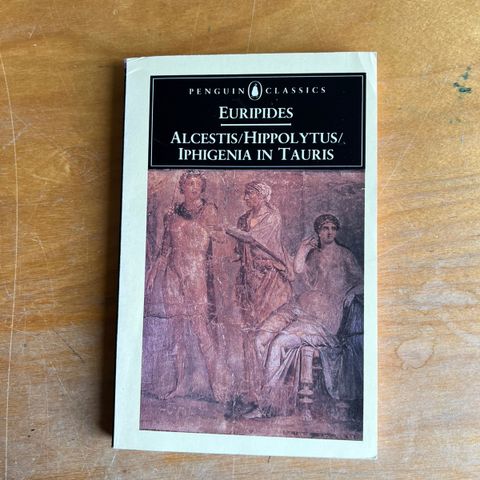 PENGUIN CLASSICS
EURIPIDES
ALCESTIS/HIPPOLYTUS/
IPHIGENIA IN TAURIS